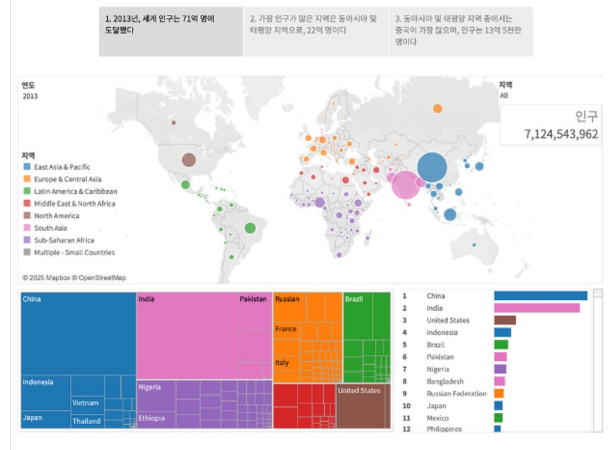 1. 2013년, 세계 인구는 71억 명에
도달했다
2. 가장 인구가 많은 지역은 동아시아 및
태평양 지역으로, 22억 명이다
3. 동아시아 및 태평양 지역 중에서는
중국이 가장 많으며, 인구는 13억 5천만
명이다
연도
2013
지역
All
인구
7,124,543,962
지역
East Asia & Pacific
Europe & Central Asia
Latin America & Caribbean
Middle East & North Africa
North America
South Asia
Sub-Saharan Africa
Multiple - Small Countries
© 2025 Mapbox © OpenStreetMap
China
Indonesia
Japan
Vietnam
Thailand
India
Pakistan
Nigeria
Ethiopia
Russian
France
Italy
Brazil
United States
1 China
2 India
3 United States
4 Indonesia
5 Brazil
6 Pakistan
7 Nigeria
8 Bangladesh
9 Russian Federation
10 Japan
11 Mexico
12 Philippines